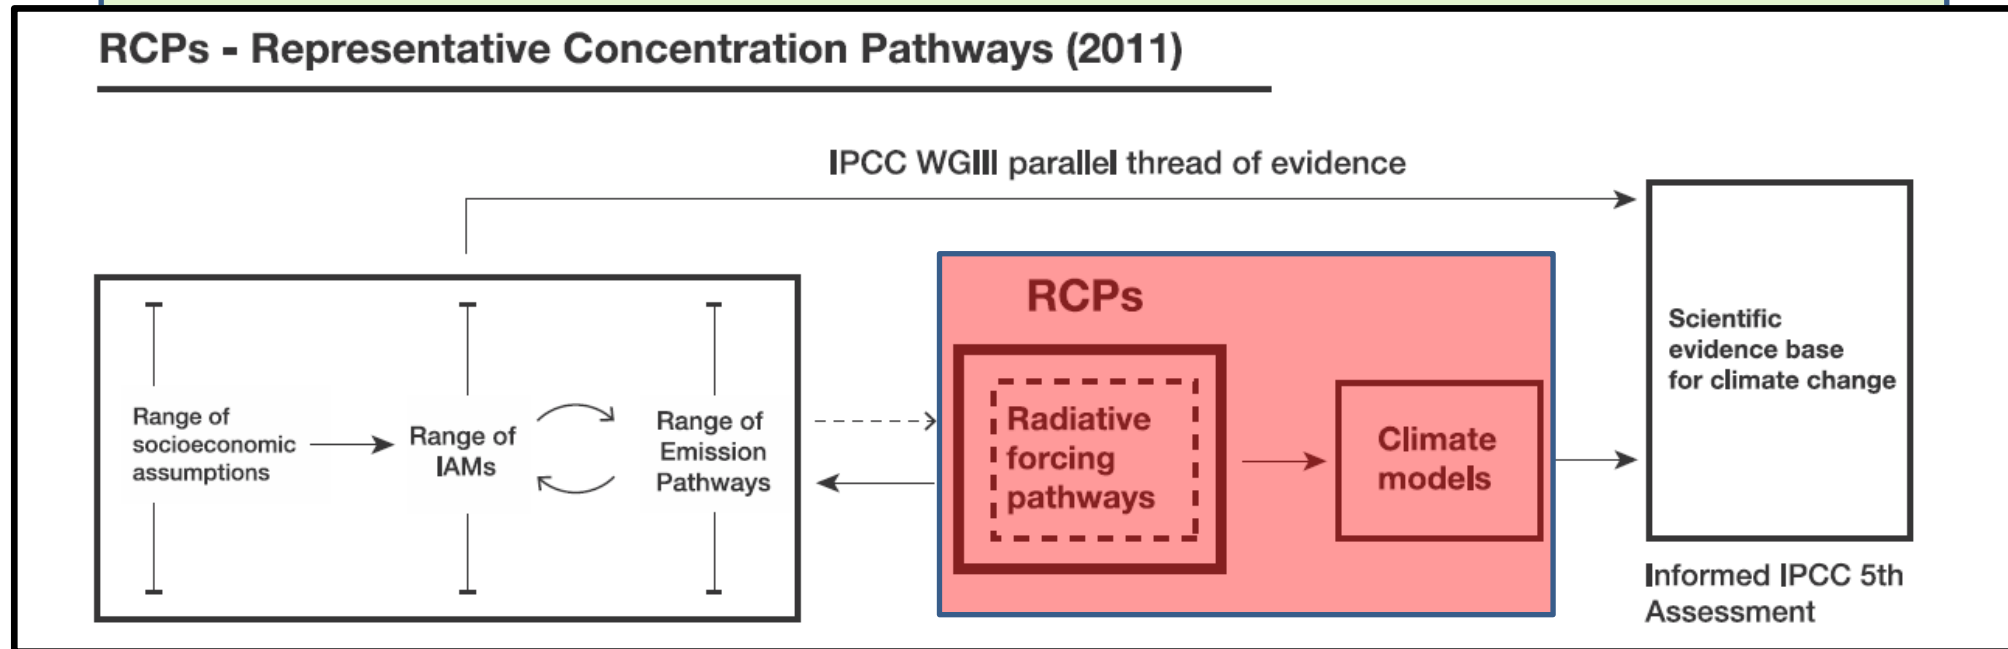 RCPs - Representative Concentration Pathways (2011)
IPCC WGIII parallel thread of evidence
Range of
socioeconomic
assumptions
Range of
IAMs
Range of
Emission
Pathways
RCPs
Radiative
forcing
pathways
Climate
models
Scientific
evidence base
for climate change
Informed IPCC 5th
Assessment